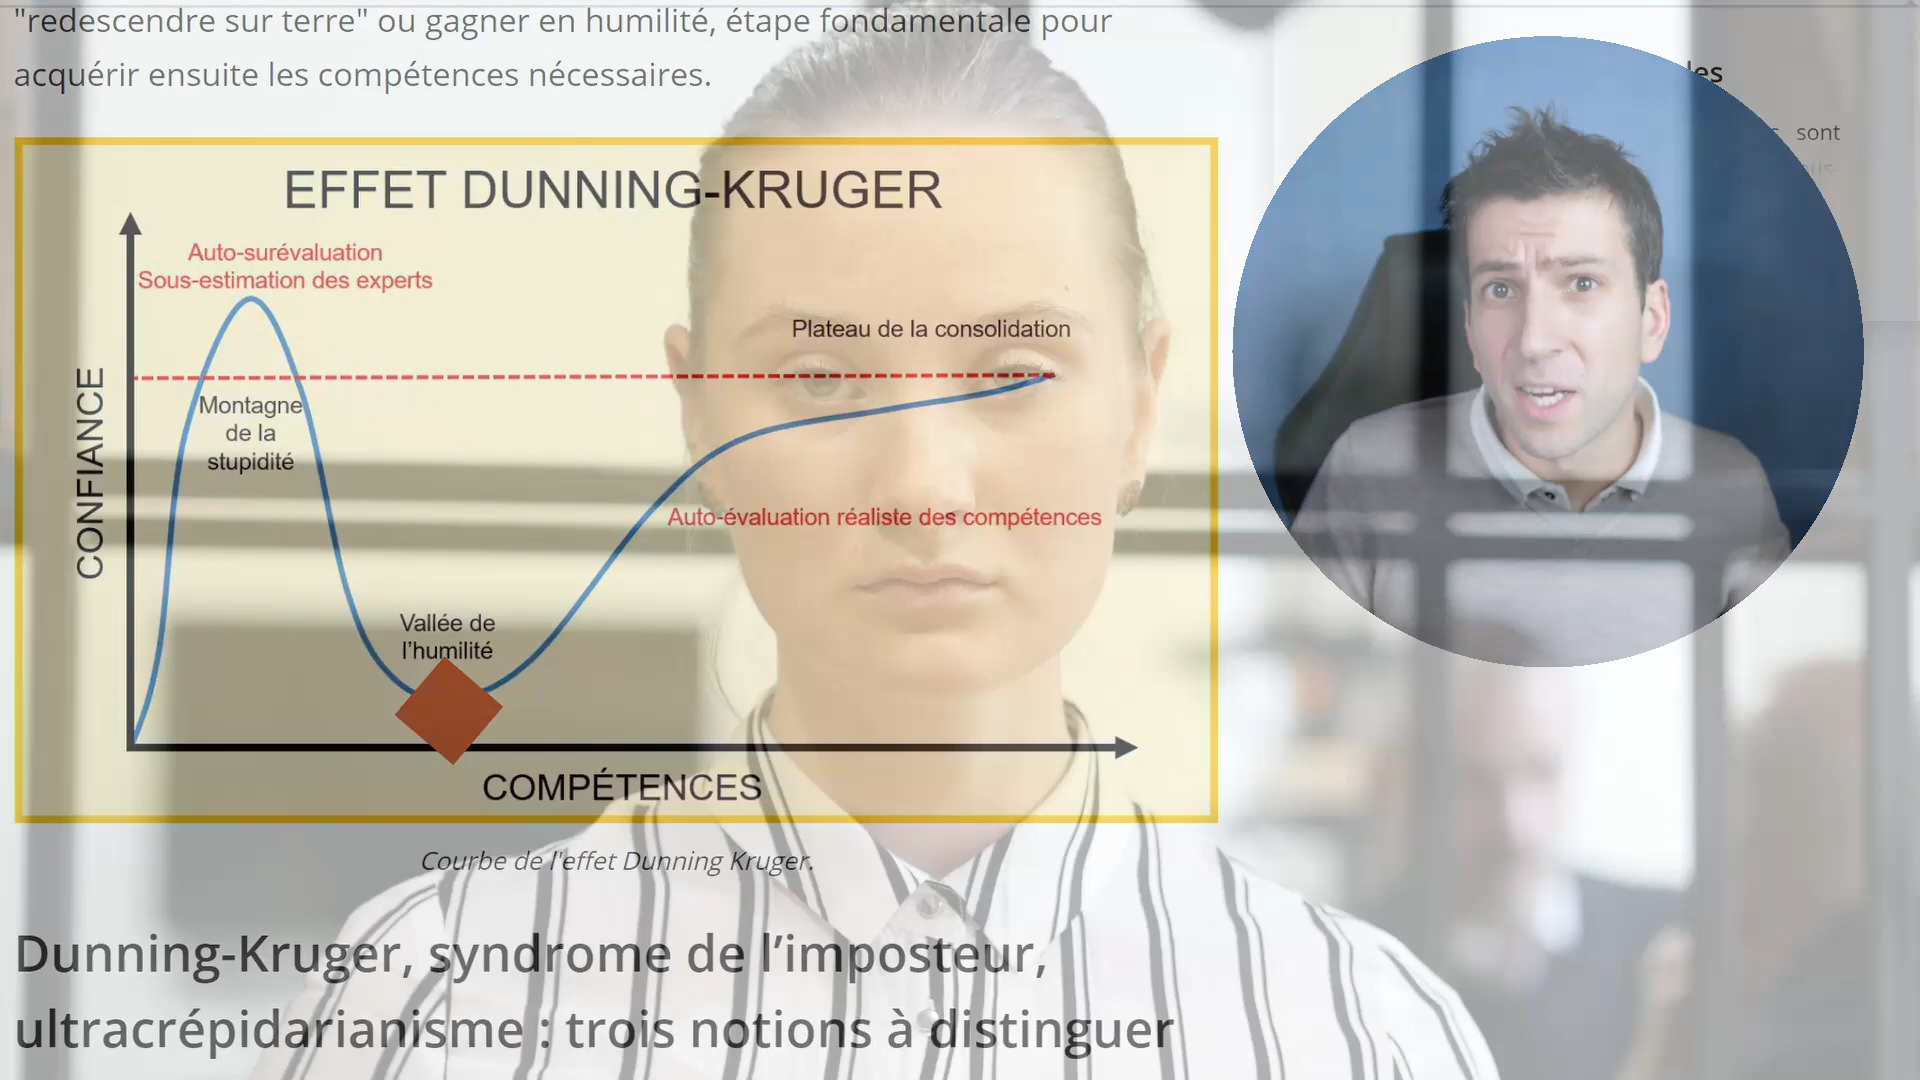 "redescendre sur terre" ou gagner en humilité, étape fondamentale pour
acquérir ensuite les compétences nécessaires.
EFFET DUNNING-KRUGER
Auto-surévaluation
Sous-estimation des experts
Plateau de la consolidation
Montagne
de la
stupidité
CONFIANCE
Auto-évaluation réaliste des compétences
Vallée de
l'humilité
COMPÉTENCES
Courbe de l'effet Dunning Kruger.
Dunning-Kruger, syndrome de l’imposteur,
ultracrépidarianisme : trois notions à distinguer
sont